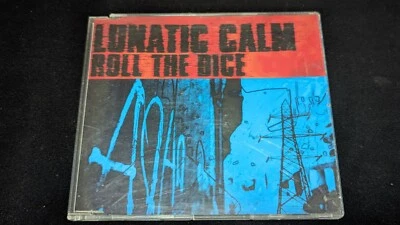 LUNATIC CALM
ROLL THE DICE